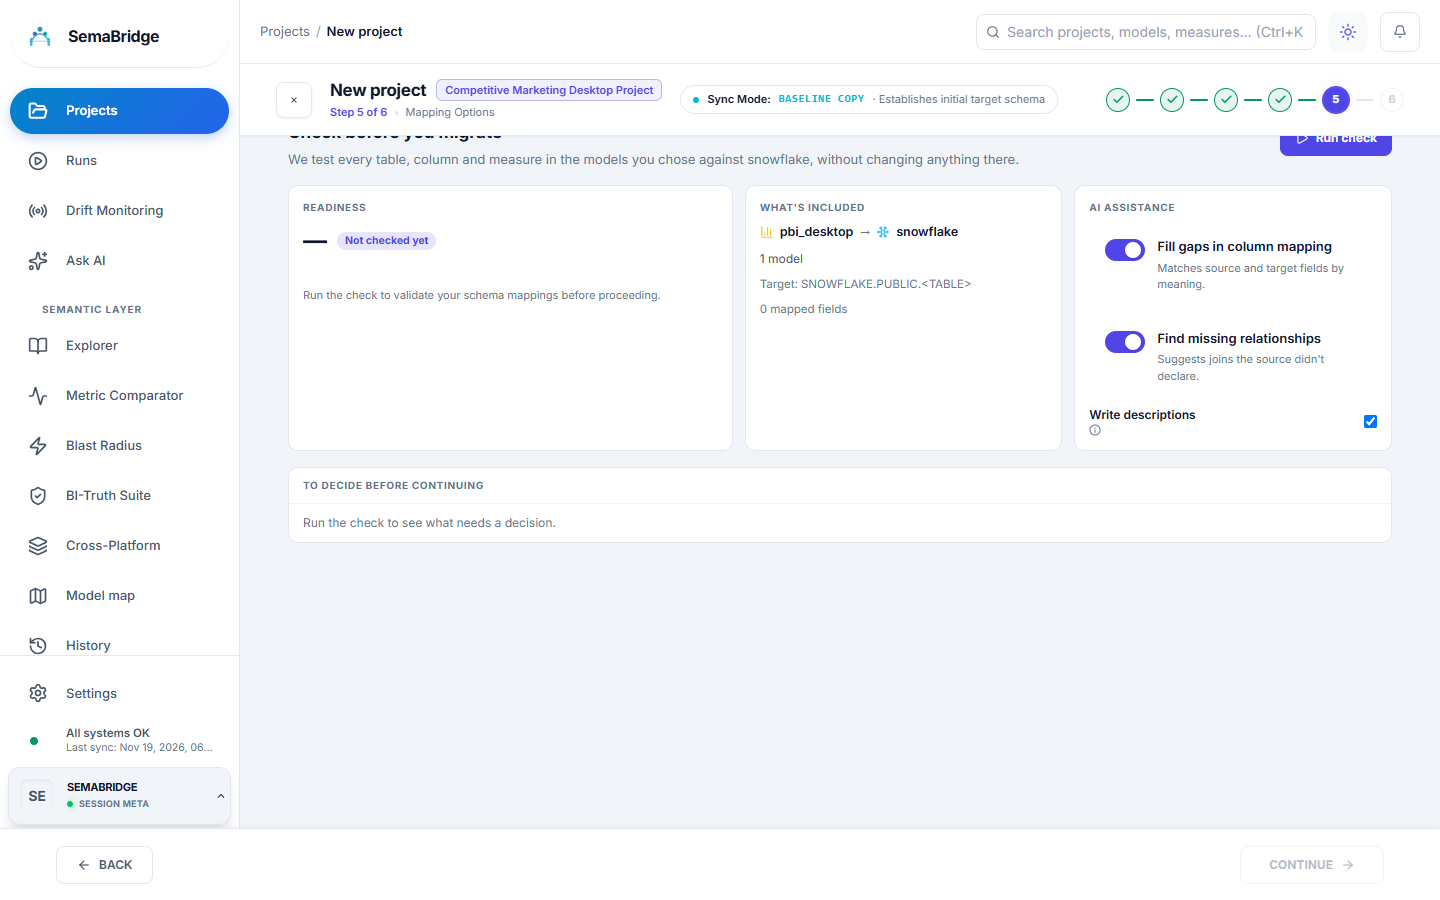 SemaBridge
Projects
Runs
Drift Monitoring
Ask AI
SEMANTIC LAYER
Explorer
Metric Comparator
Blast Radius
BI-Truth Suite
Cross-Platform
Model map
History
Settings
All systems OK
Last sync: Nov 19, 2026, 06...
SE
SEMABRIDGE
SESSION META
Projects / New project
Search projects, models, measures... (Ctrl+K
×
New project
Competitive Marketing Desktop Project
Step 5 of 6
Mapping Options
Sync Mode: BASELINE COPY · Establishes initial target schema
5
6
Check before you migrate
Run check
We test every table, column and measure in the models you chose against snowflake, without changing anything there.
READINESS
— Not checked yet
Run the check to validate your schema mappings before proceeding.
WHAT'S INCLUDED
pbi_desktop → snowflake
1 model
Target: SNOWFLAKE.PUBLIC.<TABLE>
0 mapped fields
AI ASSISTANCE
Fill gaps in column mapping
Matches source and target fields by
meaning.
Find missing relationships
Suggests joins the source didn't
declare.
Write descriptions
TO DECIDE BEFORE CONTINUING
Run the check to see what needs a decision.
← BACK
CONTINUE →